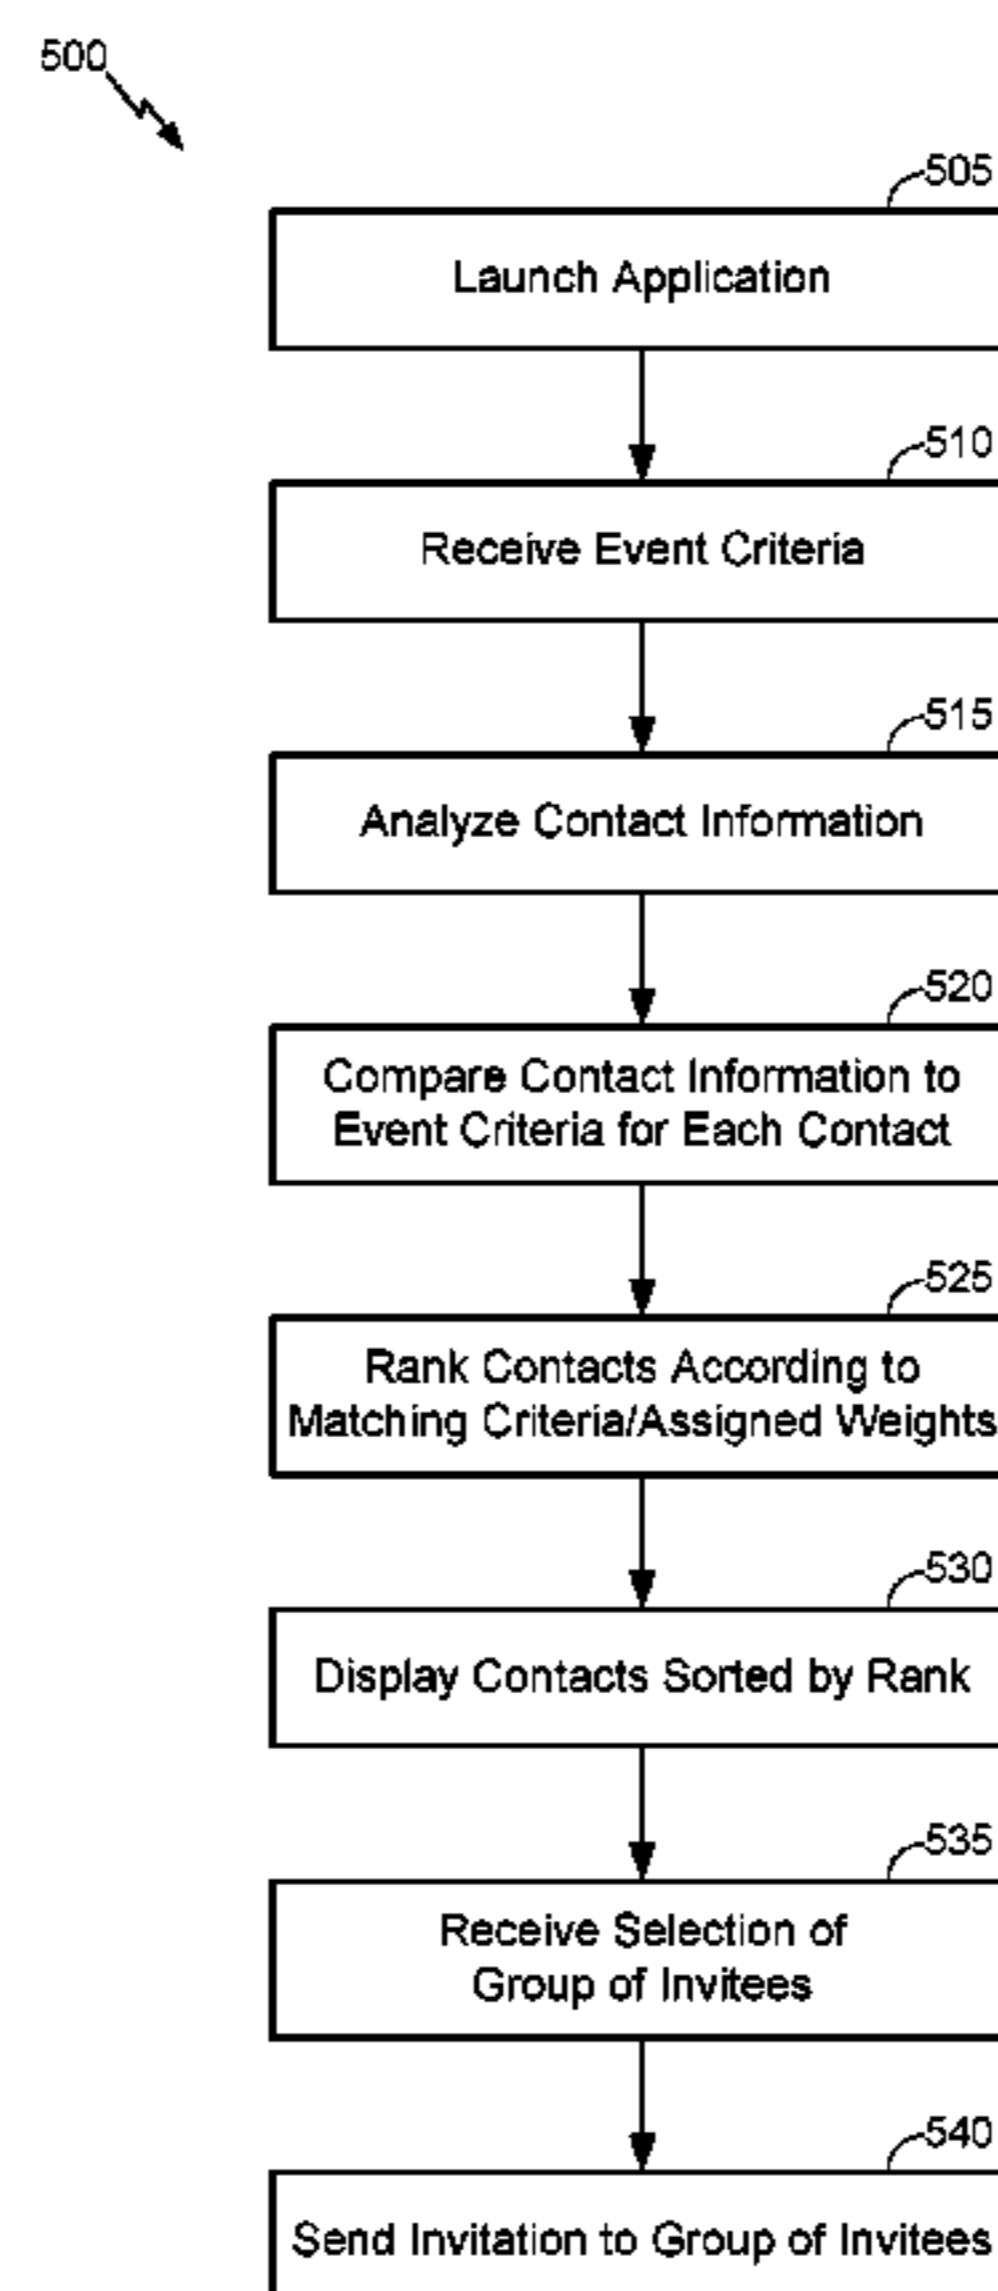 500
505
Launch Application
510
Receive Event Criteria
515
Analyze Contact Information
520
Compare Contact Information to
Event Criteria for Each Contact
525
Rank Contacts According to
Matching Criteria/Assigned Weights
530
Display Contacts Sorted by Rank
535
Receive Selection of
Group of Invitees
540
Send Invitation to Group of Invitees